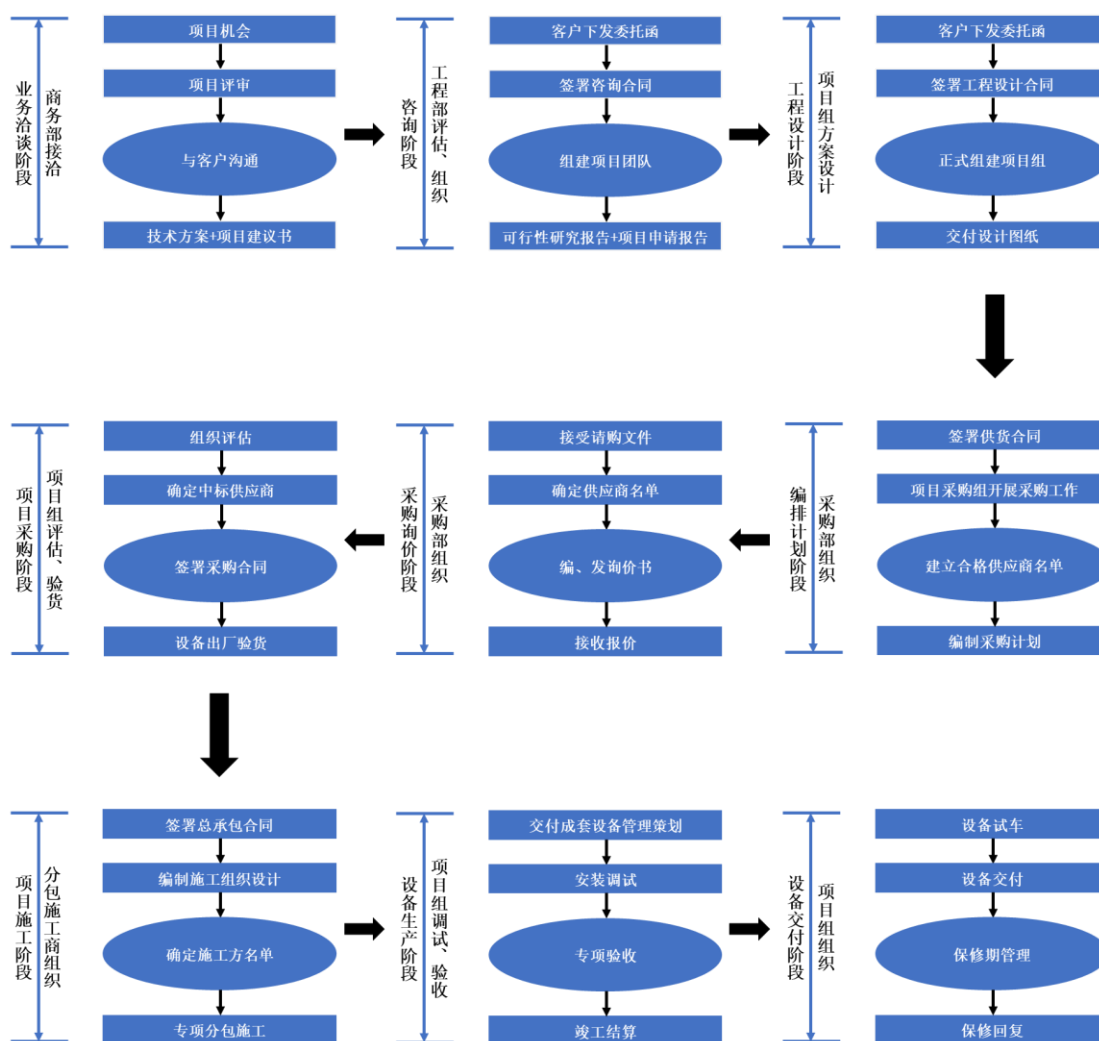 业务洽谈阶段
商务部接洽
项目机会
项目评审
与客户沟通
技术方案+项目建议书
咨询阶段
工程部评估、组织
客户下发委托函
签署咨询合同
组建项目团队
可行性研究报告+项目申请报告
工程设计阶段
项目组方案设计
客户下发委托函
签署工程设计合同
正式组建项目组
交付设计图纸
项目采购阶段
项目组评估、验货
组织评估
确定中标供应商
签署采购合同
设备出厂验货
采购询价阶段
采购部组织
接受请购文件
确定供应商名单
编、发询价书
接收报价
编排计划阶段
采购部组织
签署供货合同
项目采购组开展采购工作
建立合格供应商名单
编制采购计划
项目施工阶段
分包施工商组织
签署总承包合同
编制施工组织设计
确定施工方名单
专项分包施工
设备生产阶段
项目组调试、验收
交付成套设备管理策划
安装调试
专项验收
竣工结算
设备交付阶段
项目组组织
设备试车
设备交付
保修期管理
保修回复